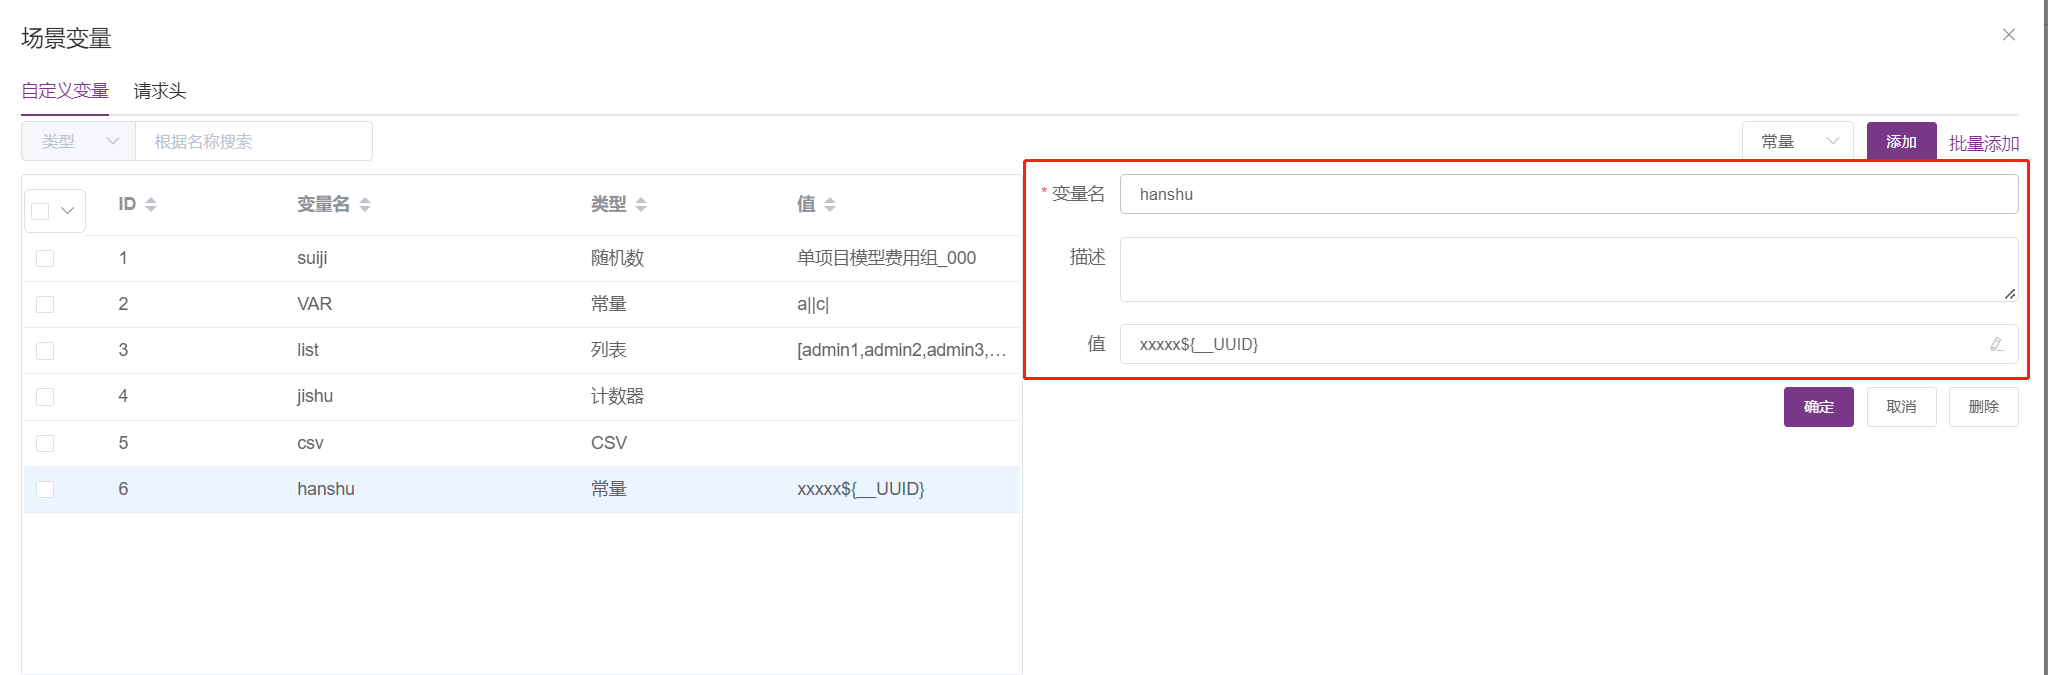 场景变量
自定义变量 请求头
类型 根据名称搜索 常量 添加 批量添加
ID 变量名 类型 值
1 suiji 随机数 单项目模型费用组_000
2 VAR 常量 a||c|
3 list 列表 [admin1,admin2,admin3,...
4 jishu 计数器
5 csv CSV
6 hanshu 常量 xxxxx${__UUID}
* 变量名 hanshu
描述
值 xxxxx${__UUID}
确定 取消 删除